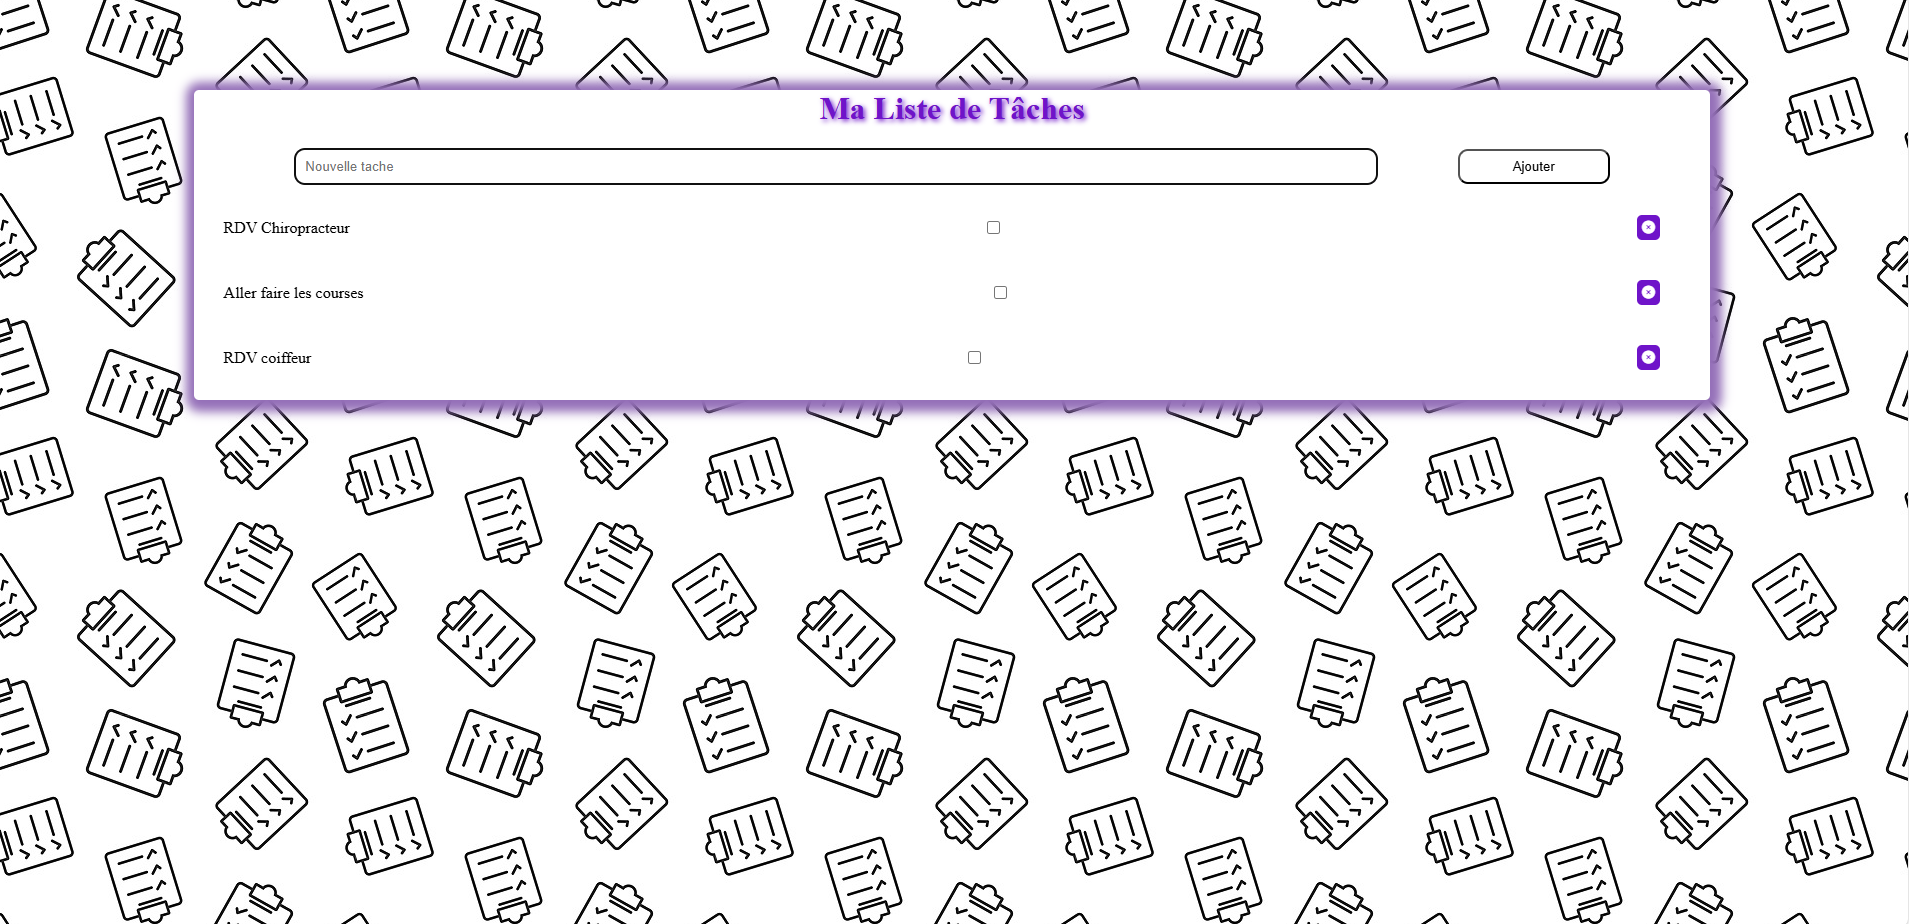 Ma Liste de Tâches
Nouvelle tache
Ajouter
RDV Chiropracteur
Aller faire les courses
RDV coiffeur